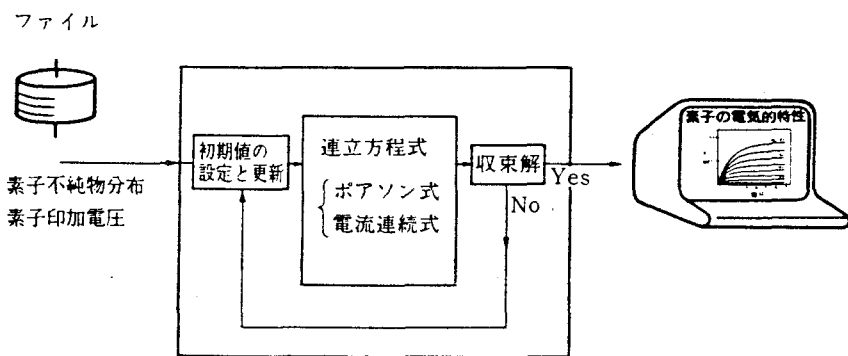 ファイル
素子不純物分布
素子印加電圧
初期値の
設定と更新
連立方程式
ポアソン式
電流連続式
収束解
Yes
No
素子の電気的特性